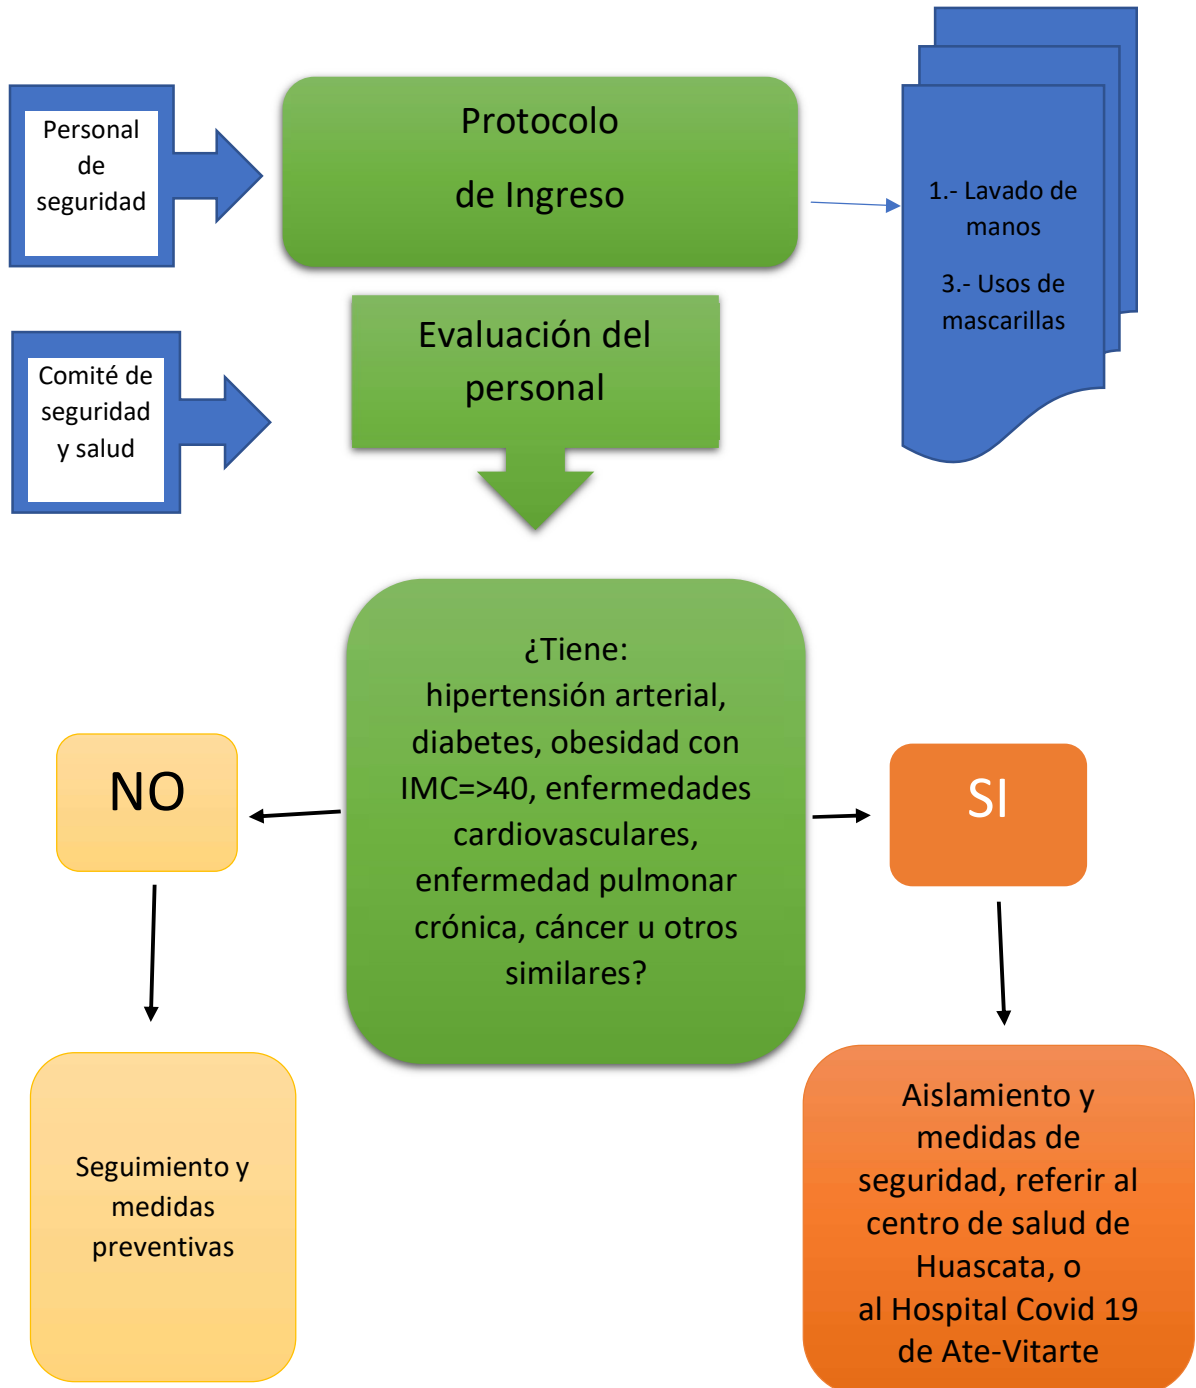 Personal
de
seguridad
Protocolo
de Ingreso
1.- Lavado de
manos
3.- Usos de
mascarillas
Comité de
seguridad
y salud
Evaluación del
personal
¿Tiene:
hipertensión arterial,
diabetes, obesidad con
IMC=>40, enfermedades
cardiovasculares,
enfermedad pulmonar
crónica, cáncer u otros
similares?
NO
SI
Seguimiento y
medidas
preventivas
Aislamiento y
medidas de
seguridad, referir al
centro de salud de
Huascata, o
al Hospital Covid 19
de Ate-Vitarte